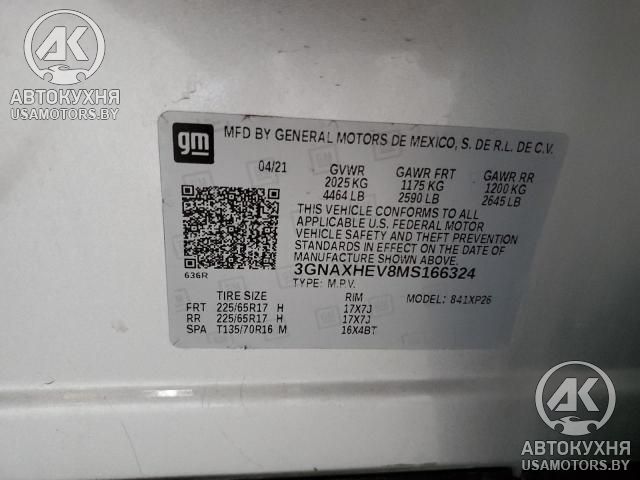 AK
АВТОКУХНЯ
USAMOTORS.BY
gm
MFD BY GENERAL MOTORS DE MEXICO, S. DE R.L. DE C.V.
04/21 GVWR GAWR FRT GAWR RR
2025 KG 1175 KG 1200 KG
4464 LB 2590 LB 2645 LB
THIS VEHICLE CONFORMS TO ALL
APPLICABLE U.S. FEDERAL MOTOR
VEHICLE SAFETY AND THEFT PREVENTION
STANDARDS IN EFFECT ON THE DATE OF
MANUFACTURE SHOWN ABOVE.
636R 3GNAXHEV8MS166324
TYPE: M.P.V. MODEL: 841XP26
TIRE SIZE RIM
FRT 225/65R17 H 17X7J
RR 225/65R17 H 17X7J
SPA T135/70R16 M 16X4BT
AK
АВТОКУХНЯ
USAMOTORS.BY